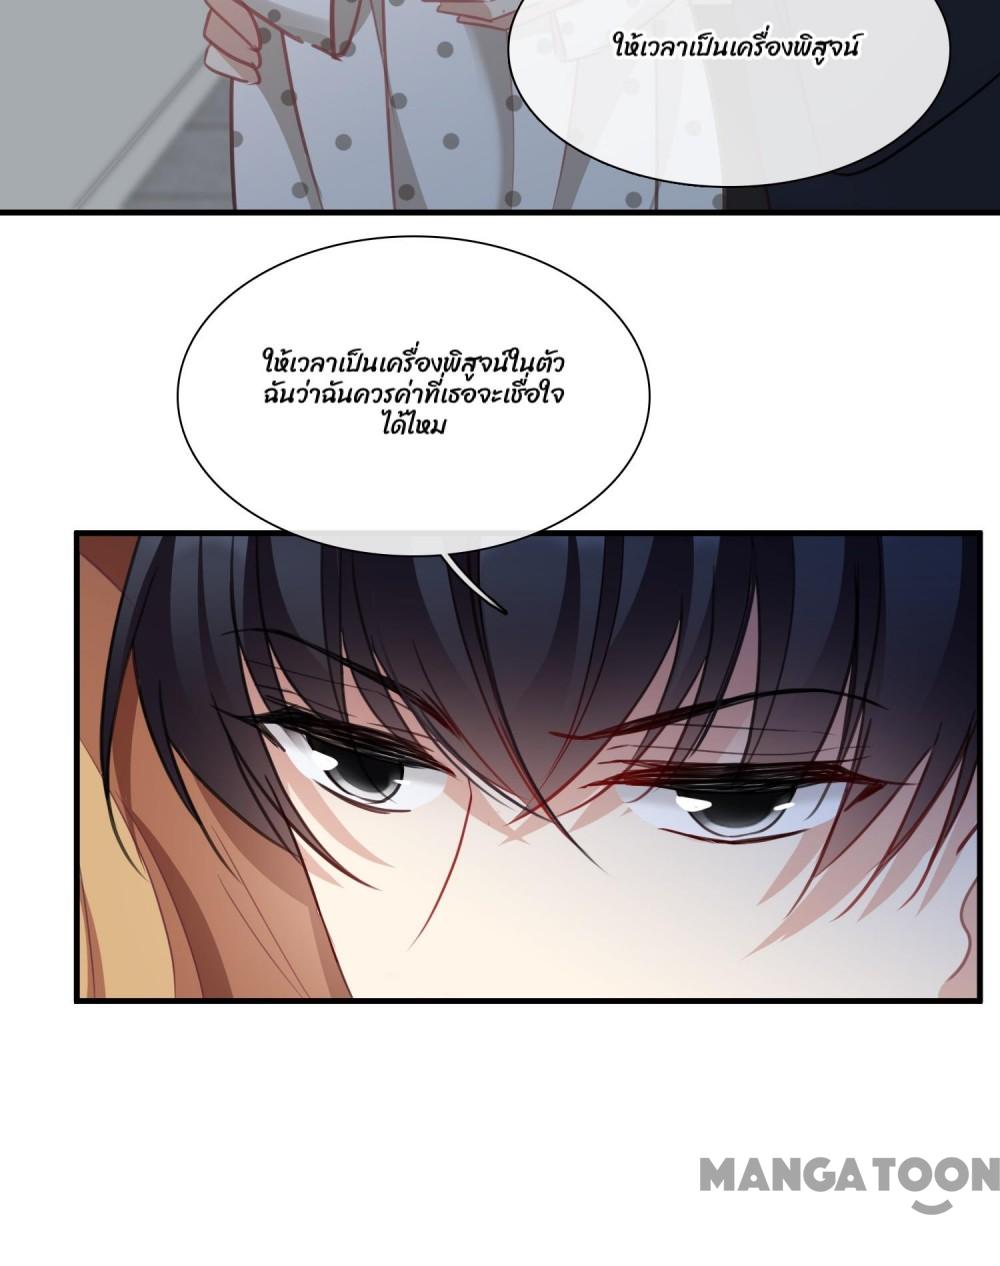 ให้เวลาเป็นเครื่องพิสูจน์
ให้เวลาเป็นเครื่องพิสูจน์ในตัว
ฉันว่าฉันควรค่าที่เธอจะเชื่อใจ
ได้ไหม
MANGATOON